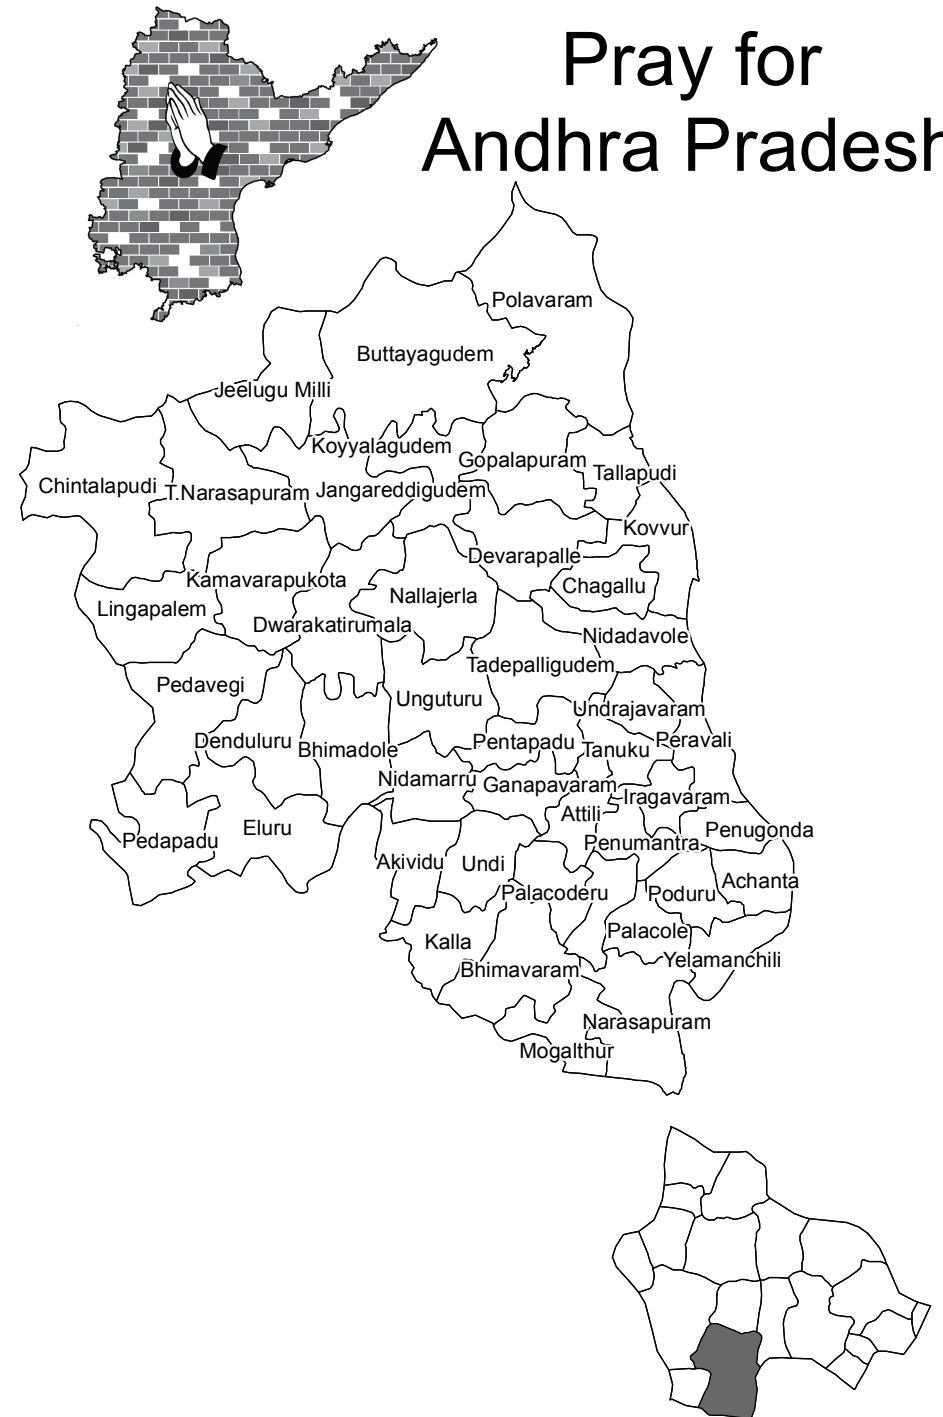 Pray for
Andhra Pradesh
Polavaram
Buttayagudem
Jeelugu Milli
Koyyalagudem
Gopalapuram
Tallapudi
Chintalapudi
T.Narasapuram
Jangareddigudem
Kovvur
Devarapalle
Kamavarapukota
Chagallu
Nallajerla
Lingapalem
Dwarakatirumala
Nidadavole
Tadepalligudem
Pedavegi
Unguturu
Undrajavaram
Denduluru
Bhimadole
Pentapadu
Tanuku
Peravali
Nidamarru
Ganapavaram
Iragavaram
Attili
Eluru
Pedapadu
Penumantra
Penugonda
Akividu
Undi
Achanta
Palacoderu
Poduru
Palacole
Kalla
Yelamanchili
Bhimavaram
Narasapuram
Mogalthur